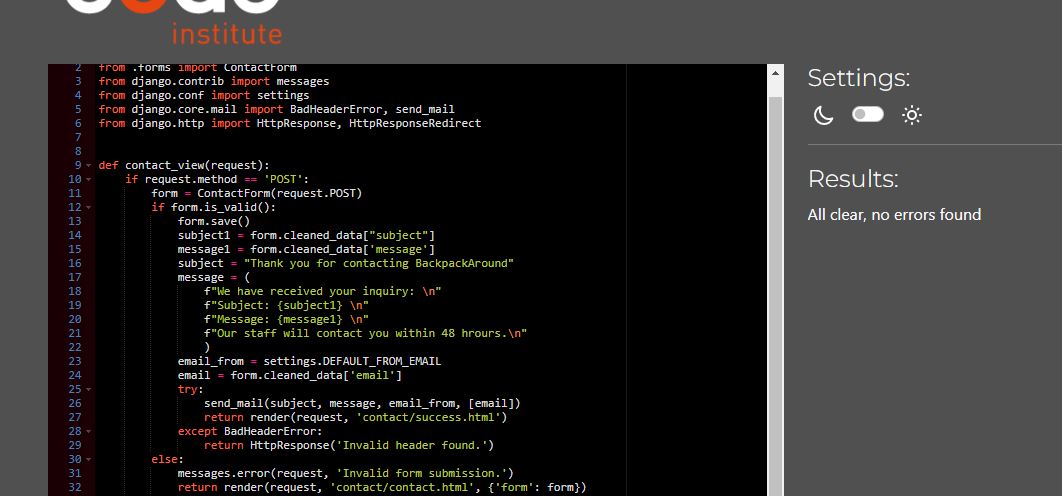 code
institute
2 from .forms import ContactForm
3 from django.contrib import messages
4 from django.conf import settings
5 from django.core.mail import BadHeaderError, send_mail
6 from django.http import HttpResponse, HttpResponseRedirect
7
8
9 def contact_view(request):
10     if request.method == 'POST':
11         form = ContactForm(request.POST)
12         if form.is_valid():
13             form.save()
14             subject1 = form.cleaned_data["subject"]
15             message1 = form.cleaned_data['message']
16             subject = "Thank you for contacting BackpackAround"
17             message = (
18                 f"We have received your inquiry: \n"
19                 f"Subject: {subject1} \n"
20                 f"Message: {message1} \n"
21                 f"Our staff will contact you within 48 hrours.\n"
22                 )
23             email_from = settings.DEFAULT_FROM_EMAIL
24             email = form.cleaned_data['email']
25             try:
26                 send_mail(subject, message, email_from, [email])
27                 return render(request, 'contact/success.html')
28             except BadHeaderError:
29                 return HttpResponse('Invalid header found.')
30         else:
31             messages.error(request, 'Invalid form submission.')
32             return render(request, 'contact/contact.html', {'form': form})
Settings:
Results:
All clear, no errors found